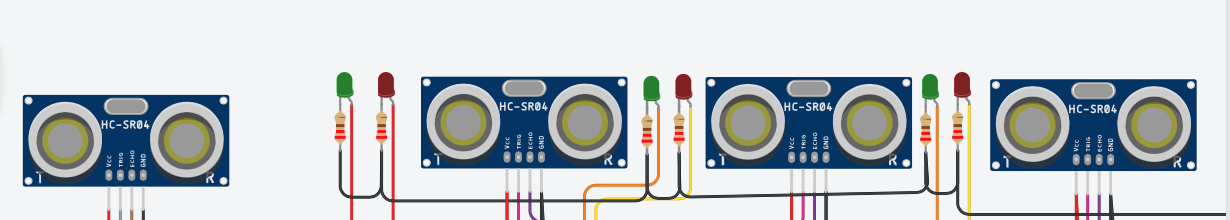 HC-SR04
Vcc TRIG ECHO GND
T R
HC-SR04
Vcc TRIG ECHO GND
T R
HC-SR04
Vcc TRIG ECHO GND
T R
HC-SR04
Vcc TRIG ECHO GND
T R